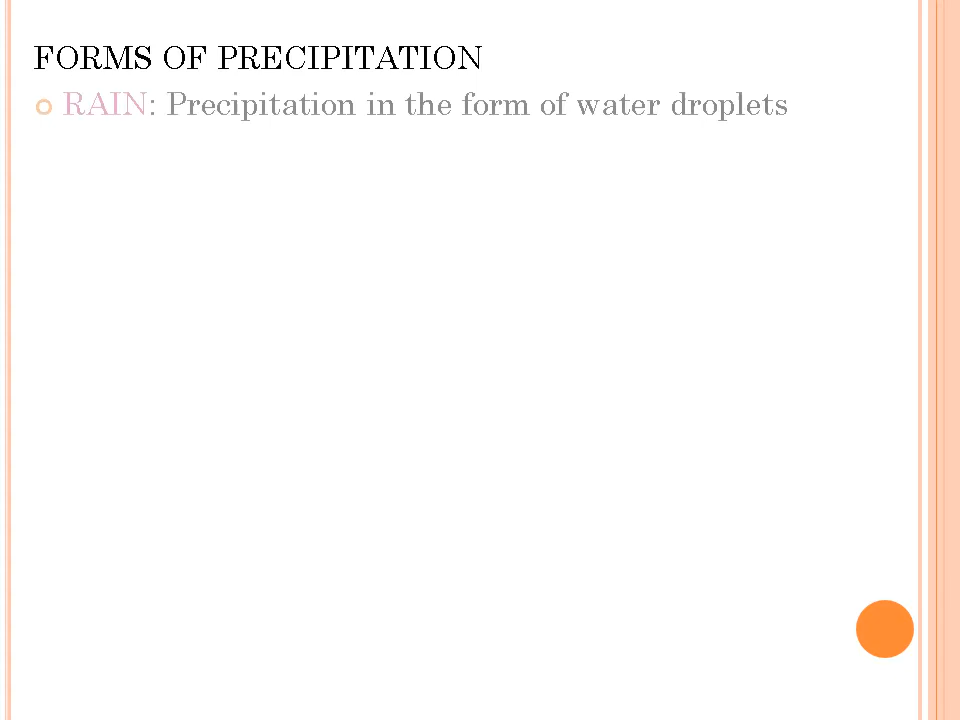 FORMS OF PRECIPITATION
RAIN: Precipitation in the form of water droplets